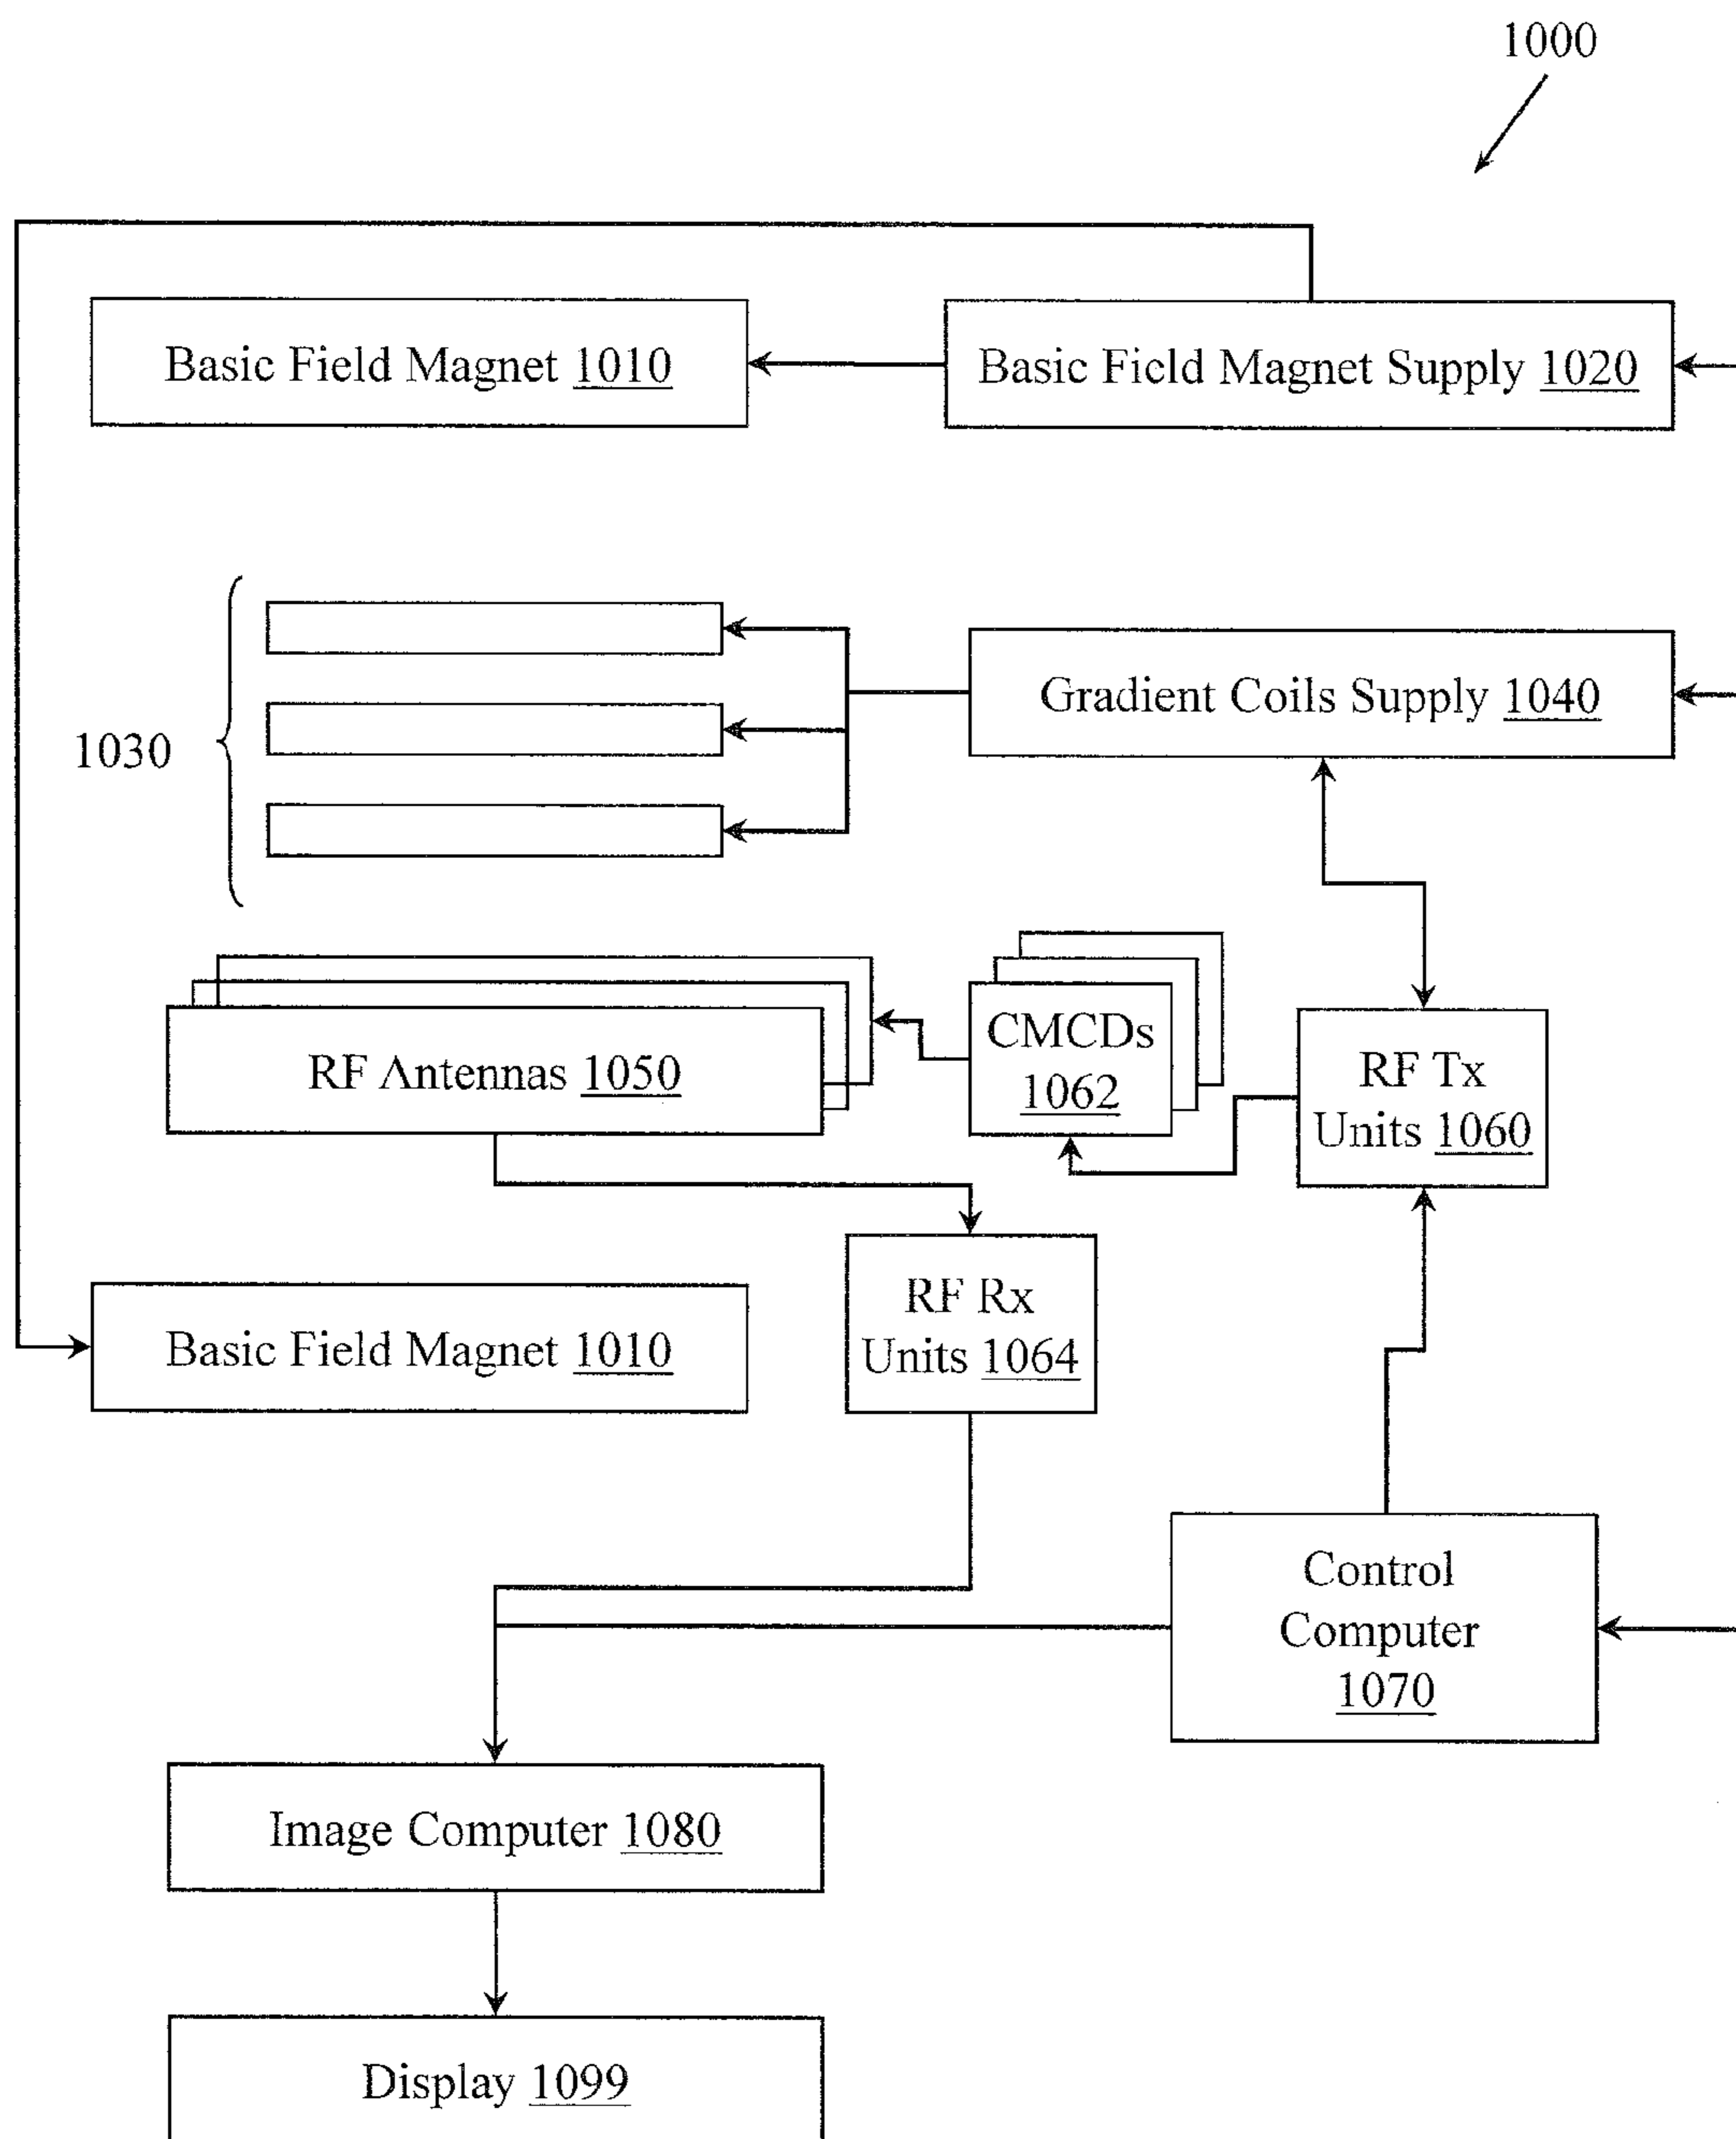 1000
Basic Field Magnet 1010
Basic Field Magnet Supply 1020
1030
Gradient Coils Supply 1040
RF Antennas 1050
CMCDs
1062
RF Tx
Units 1060
RF Rx
Units 1064
Basic Field Magnet 1010
Control
Computer
1070
Image Computer 1080
Display 1099